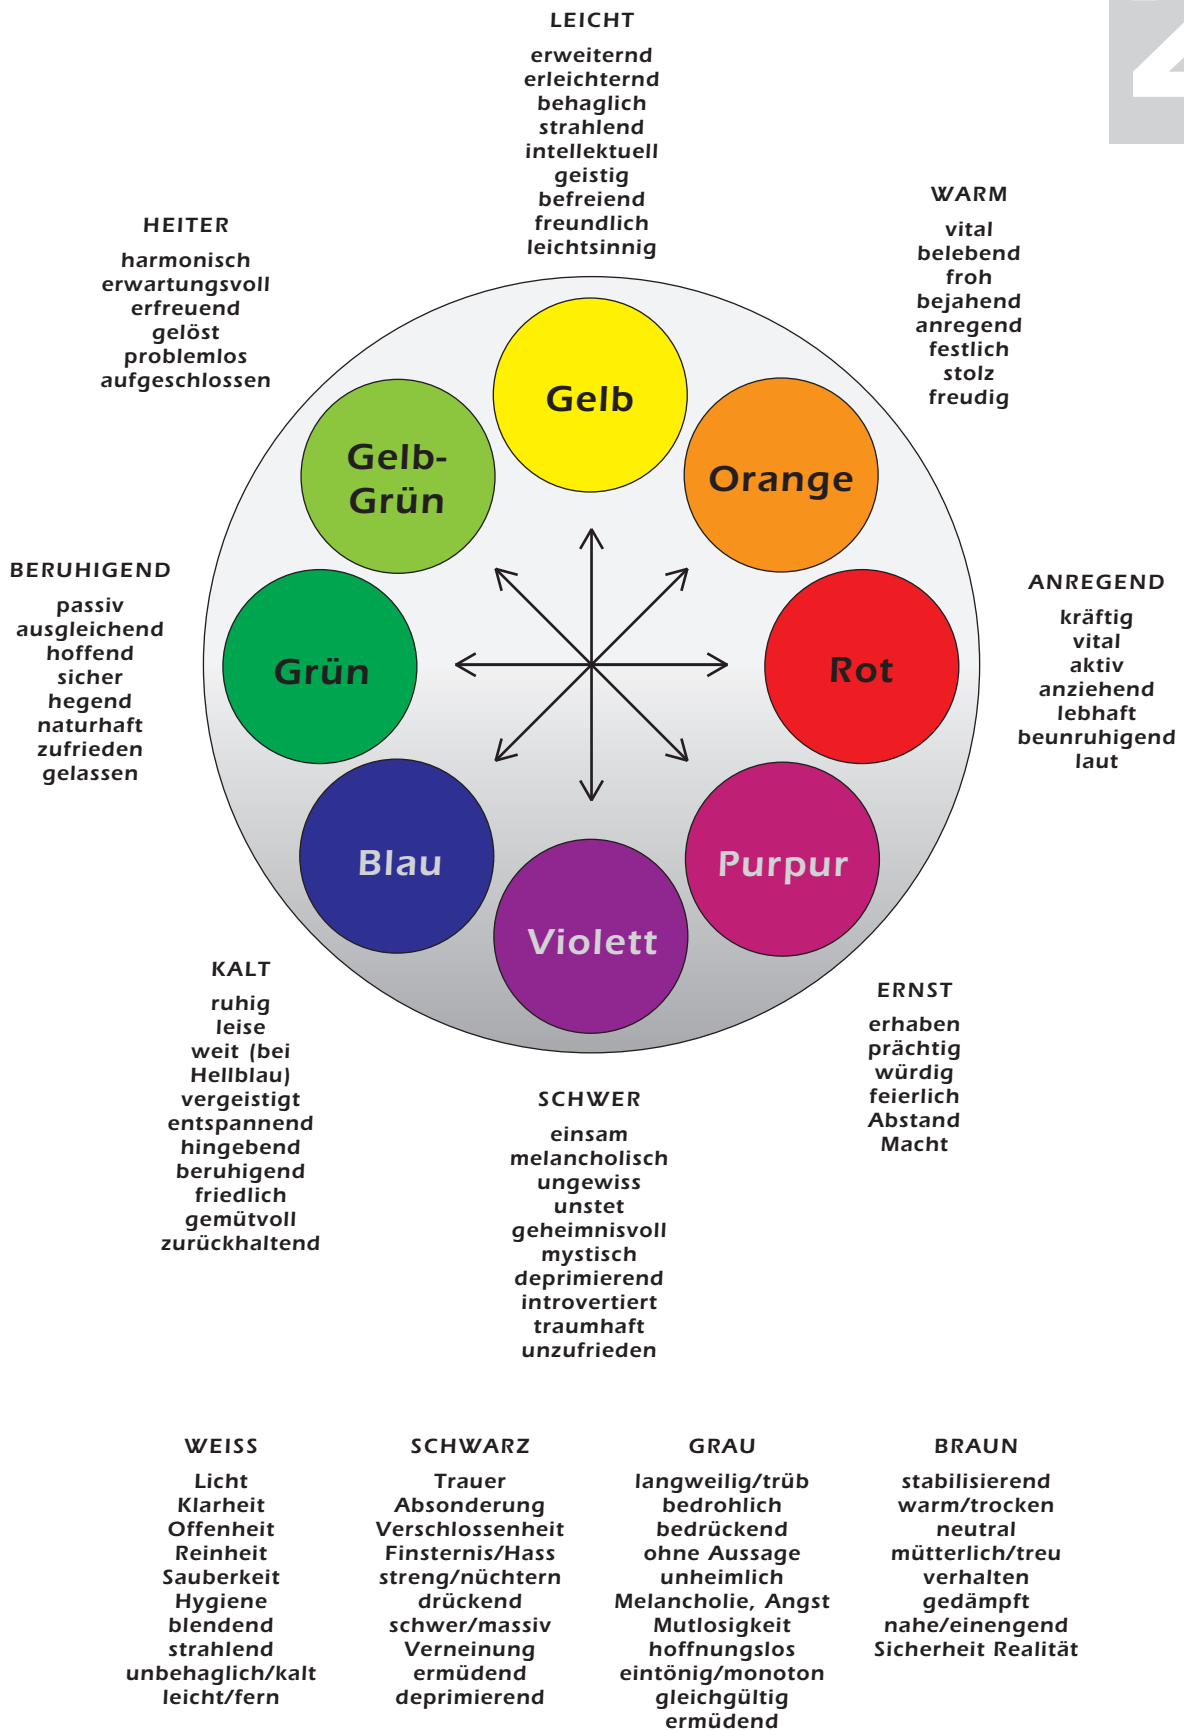 LEICHT
erweiternd
erleichternd
behaglich
strahlend
intellektuell
geistig
befreiend
freundlich
leichtsinnig
WARM
vital
belebend
froh
bejahend
anregend
festlich
stolz
freudig
HEITER
harmonisch
erwartungsvoll
erfreuend
gelöst
problemlos
aufgeschlossen
Gelb
Gelb-
Grün
Orange
BERUHIGEND
passiv
ausgleichend
hoffend
sicher
hegend
naturhaft
zufrieden
gelassen
Grün
Rot
ANREGEND
kräftig
vital
aktiv
anziehend
lebhaft
beunruhigend
laut
Blau
Purpur
Violett
KALT
ruhig
leise
weit (bei
Hellblau)
vergeistigt
entspannend
hingebend
beruhigend
friedlich
gemütvoll
zurückhaltend
ERNST
erhaben
prächtig
würdig
feierlich
Abstand
Macht
SCHWER
einsam
melancholisch
ungewiss
unstet
geheimnisvoll
mystisch
deprimierend
introvertiert
traumhaft
unzufrieden
WEISS
Licht
Klarheit
Offenheit
Reinheit
Sauberkeit
Hygiene
blendend
strahlend
unbehaglich/kalt
leicht/fern
SCHWARZ
Trauer
Absonderung
Verschlossenheit
Finsternis/Hass
streng/nüchtern
drückend
schwer/massiv
Verneinung
ermüdend
deprimierend
GRAU
langweilig/trüb
bedrohlich
bedrückend
ohne Aussage
unheimlich
Melancholie, Angst
Mutlosigkeit
hoffnungslos
eintönig/monoton
gleichgültig
ermüdend
BRAUN
stabilisierend
warm/trocken
neutral
mütterlich/treu
verhalten
gedämpft
nahe/einengend
Sicherheit Realität